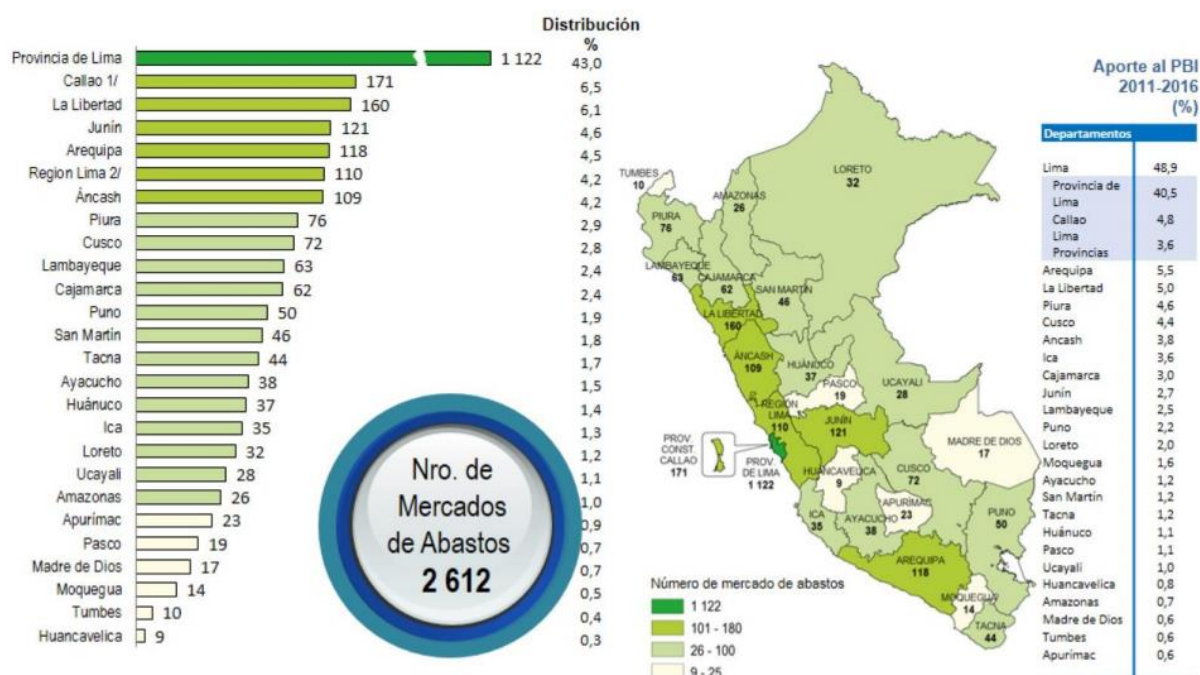 Distribución
%
Provincia de Lima 1 122 43,0
Callao 1/ 171 6,5
La Libertad 160 6,1
Junín 121 4,6
Arequipa 118 4,5
Region Lima 2/ 110 4,2
Áncash 109 4,2
Piura 76 2,9
Cusco 72 2,8
Lambayeque 63 2,4
Cajamarca 62 2,4
Puno 50 1,9
San Martín 46 1,8
Tacna 44 1,7
Ayacucho 38 1,5
Huánuco 37 1,4
Ica 35 1,3
Loreto 32 1,2
Ucayali 28 1,1
Amazonas 26 1,0
Apurímac 23 0,9
Pasco 19 0,7
Madre de Dios 17 0,7
Moquegua 14 0,5
Tumbes 10 0,4
Huancavelica 9 0,3
Nro. de
Mercados
de Abastos
2 612
TUMBES
10
PIURA
76
LAMBAYEQUE
63
AMAZONAS
26
LORETO
32
CAJAMARCA
62
SAN MARTÍN
46
LA LIBERTAD
160
ÁNCASH
109
HUÁNUCO
37
PASCO
19
UCAYALI
28
REGIÓN
LIMA
110
JUNÍN
121
MADRE DE DIOS
17
PROV.
CONST.
CALLAO
171
PROV.
DE LIMA
1 122
HUANCAVELICA
9
CUSCO
72
APURÍMAC
23
ICA
35
AYACUCHO
38
PUNO
50
AREQUIPA
118
MOQUEGUA
14
TACNA
44
Número de mercado de abastos
1 122
101 - 180
26 - 100
9 - 25
Aporte al PBI
2011-2016
(%)
Departamentos
Lima 48,9
Provincia de
Lima 40,5
Callao 4,8
Lima
Provincias 3,6
Arequipa 5,5
La Libertad 5,0
Piura 4,6
Cusco 4,4
Ancash 3,8
Ica 3,6
Cajamarca 3,0
Junín 2,7
Lambayeque 2,5
Puno 2,2
Loreto 2,0
Moquegua 1,6
Ayacucho 1,2
San Martín 1,2
Tacna 1,2
Huánuco 1,1
Pasco 1,1
Ucayali 1,0
Huancavelica 0,8
Amazonas 0,7
Madre de Dios 0,6
Tumbes 0,6
Apurímac 0,6